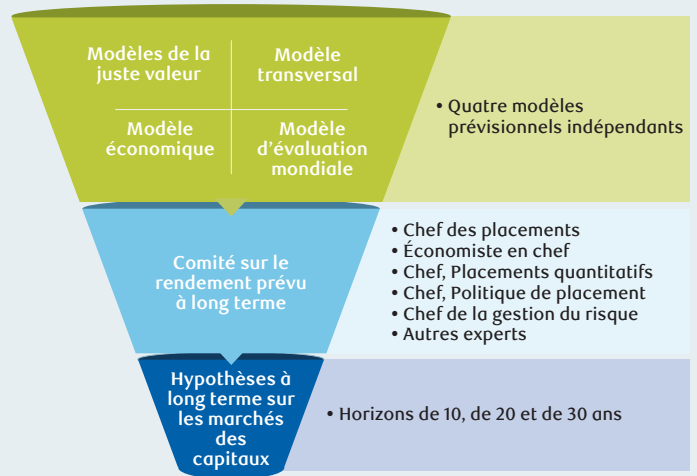 Modèles de la
juste valeur
Modèle
transversal
Modèle
économique
Modèle
d'évaluation
mondiale
• Quatre modèles
prévisionnels indépendants
Comité sur le
rendement prévu
à long terme
• Chef des placements
• Économiste en chef
• Chef, Placements quantitatifs
• Chef, Politique de placement
• Chef de la gestion du risque
• Autres experts
Hypothèses à
long terme sur
les marchés
des
capitaux
• Horizons de 10, de 20 et de 30 ans